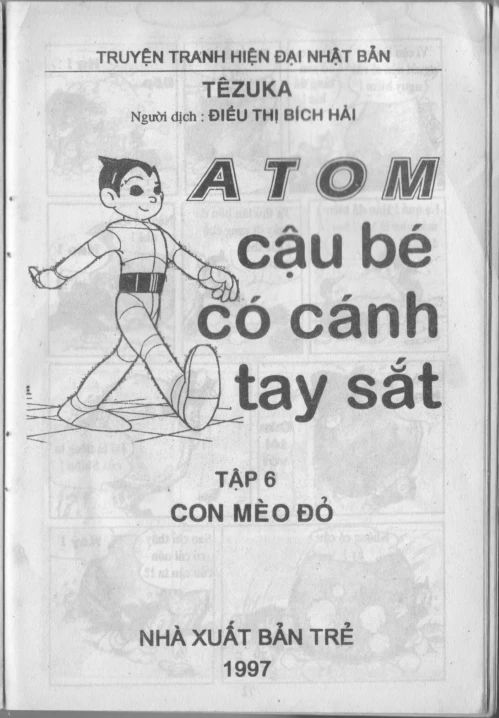 TRUYỆN TRANH HIỆN ĐẠI NHẬT BẢN
TÊZUKA
Người dịch : ĐIỂU THỊ BÍCH HẢI
ATOM
cậu bé
có cánh
tay sắt
TẬP 6
CON MÈO ĐỎ
NHÀ XUẤT BẢN TRẺ
1997